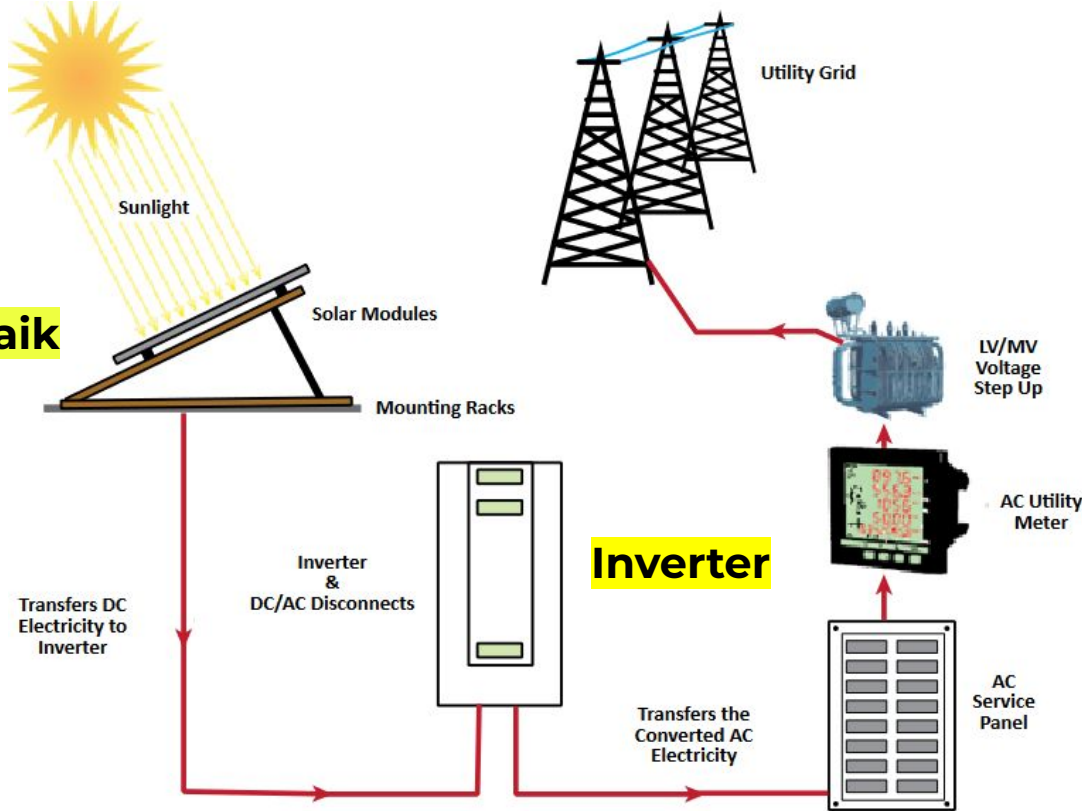 Utility Grid
Sunlight
Solar Modules
aik
Mounting Racks
LV/MV
Voltage
Step Up
AC Utility
Meter
Inverter
&
DC/AC Disconnects
Inverter
Transfers DC
Electricity to
Inverter
AC
Service
Panel
Transfers the
Converted AC
Electricity